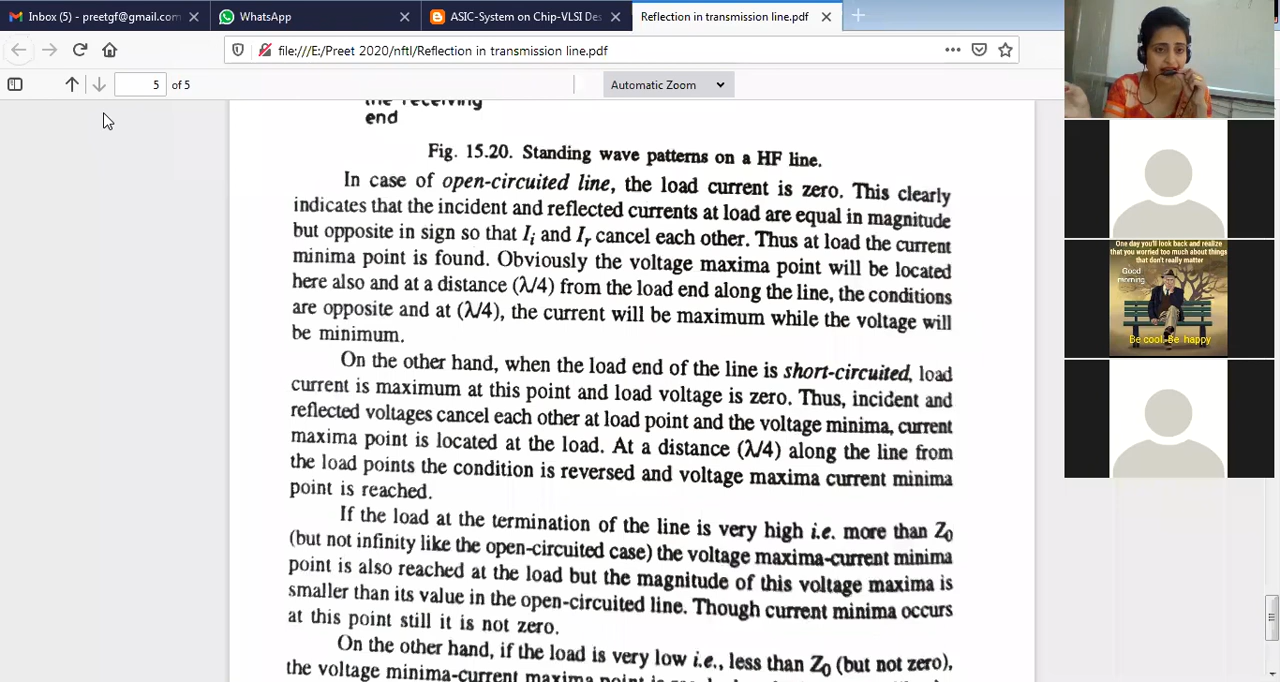 Inbox (5) - preetgf@gmail.com
WhatsApp
ASIC-System on Chip-VLSI Des
Reflection in transmission line.pdf
file:///E:/Preet 2020/nftl/Reflection in transmission line.pdf
5 of 5
Automatic Zoom
the receiving
end
Fig. 15.20. Standing wave patterns on a HF line.
In case of open-circuited line, the load current is zero. This clearly
indicates that the incident and reflected currents at load are equal in magnitude
but opposite in sign so that Ii and Ir cancel each other. Thus at load the current
minima point is found. Obviously the voltage maxima point will be located
here also and at a distance (λ/4) from the load end along the line, the conditions
are opposite and at (λ/4), the current will be maximum while the voltage will
be minimum.
On the other hand, when the load end of the line is short-circuited, load
current is maximum at this point and load voltage is zero. Thus, incident and
reflected voltages cancel each other at load point and the voltage minima, current
maxima point is located at the load. At a distance (λ/4) along the line from
the load points the condition is reversed and voltage maxima current minima
point is reached.
If the load at the termination of the line is very high i.e. more than Z0
(but not infinity like the open-circuited case) the voltage maxima-current minima
point is also reached at the load but the magnitude of this voltage maxima is
smaller than its value in the open-circuited line. Though current minima occurs
at this point still it is not zero.
On the other hand, if the load is very low i.e., less than Z0 (but not zero),
the voltage minima-current maxima point
One day you'll look back and realize
that you worried too much about things
that don't really matter
Good
morning
Be cool, Be happy